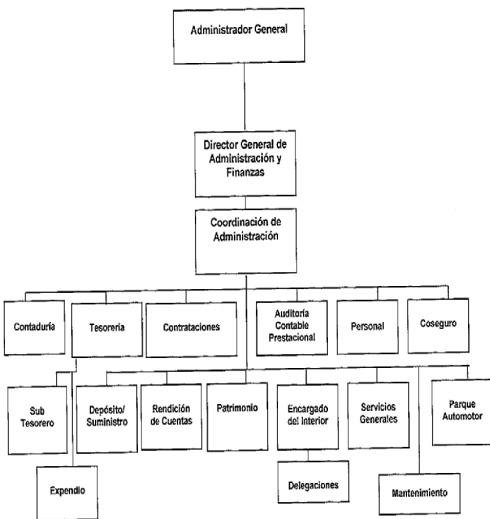 Administrador General
Director General de
Administración y
Finanzas
Coordinación de
Administración
Contaduría
Tesorería
Contrataciones
Auditoría
Contable
Prestacional
Personal
Coseguro
Sub
Tesorero
Depósito/
Suministro
Rendición
de Cuentas
Patrimonio
Encargado
del Interior
Servicios
Generales
Parque
Automotor
Expendio
Delegaciones
Mantenimiento